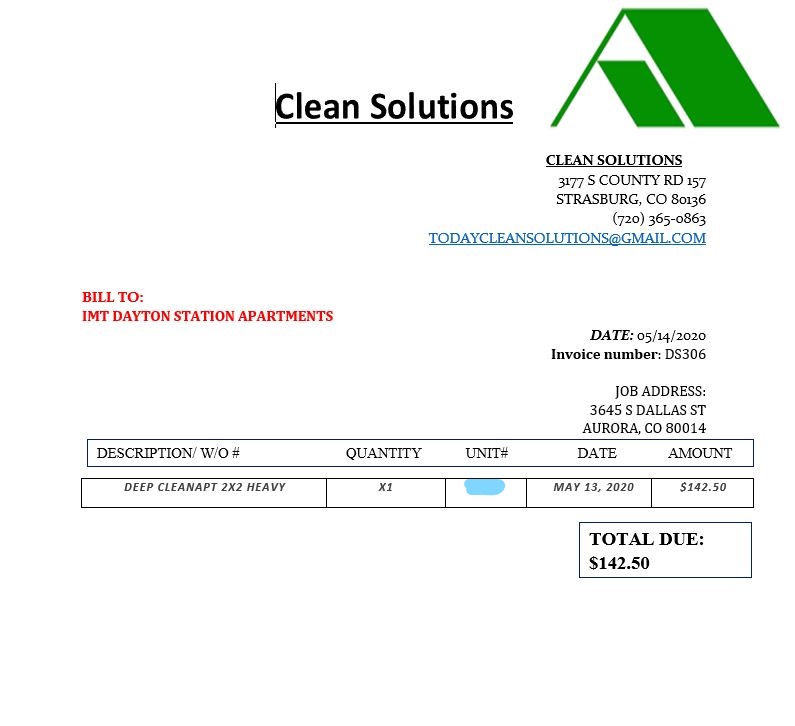 Clean Solutions
CLEAN SOLUTIONS
3177 S COUNTY RD 157
STRASBURG, CO 80136
(720) 365-0863
TODAYCLEANSOLUTIONS@GMAIL.COM
BILL TO:
IMT DAYTON STATION APARTMENTS
DATE: 05/14/2020
Invoice number: DS306
JOB ADDRESS:
3645 S DALLAS ST
AURORA, CO 80014
DESCRIPTION/ W/O # QUANTITY UNIT# DATE AMOUNT
DEEP CLEANAPT 2X2 HEAVY X1 MAY 13, 2020 $142.50
TOTAL DUE:
$142.50